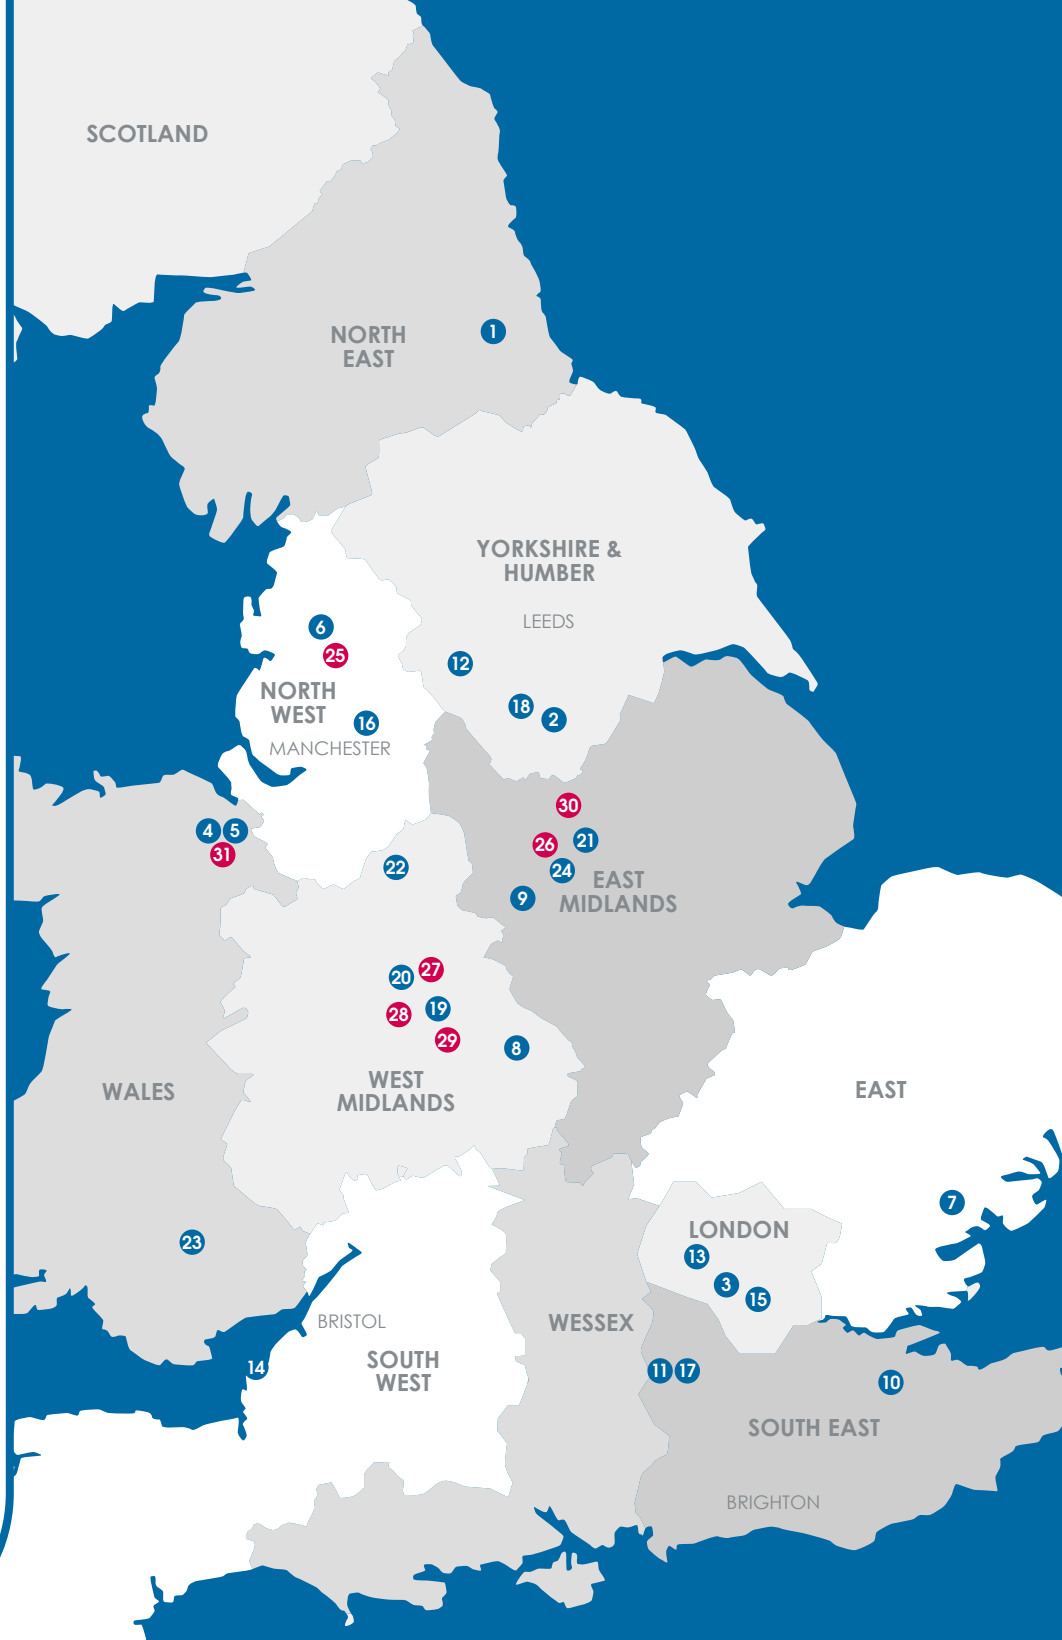 SCOTLAND
NORTH
EAST
1
YORKSHIRE &
HUMBER
LEEDS
6
25
12
NORTH
WEST
18
2
16
MANCHESTER
30
4
5
21
26
31
22
24
EAST
MIDLANDS
9
20
27
28
19
29
8
WEST
MIDLANDS
WALES
EAST
7
LONDON
23
13
3
15
BRISTOL
WESSEX
14
SOUTH
WEST
11
17
10
SOUTH EAST
BRIGHTON